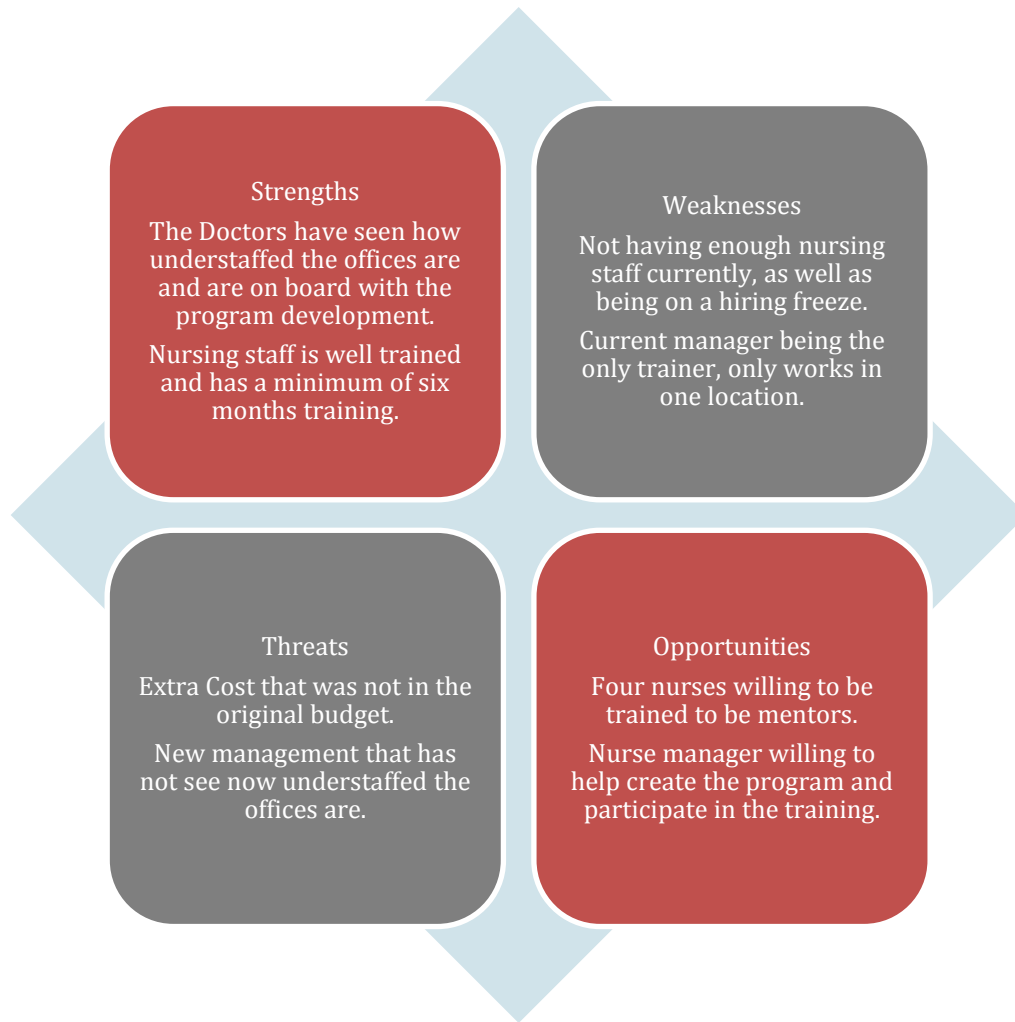 Strengths
The Doctors have seen how
understaffed the offices are
and are on board with the
program development.
Nursing staff is well trained
and has a minimum of six
months training.
Weaknesses
Not having enough nursing
staff currently, as well as
being on a hiring freeze.
Current manager being the
only trainer, only works in
one location.
Threats
Extra Cost that was not in the
original budget.
New management that has
not see now understaffed the
offices are.
Opportunities
Four nurses willing to be
trained to be mentors.
Nurse manager willing to
help create the program and
participate in the training.